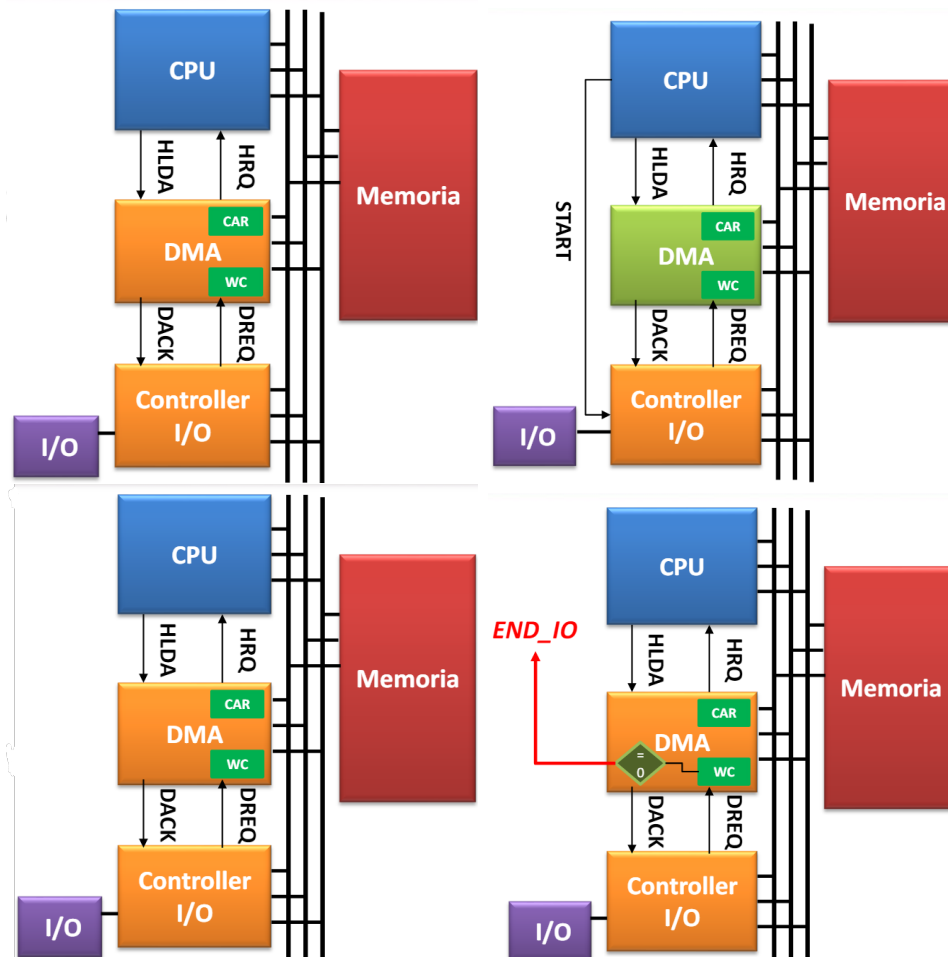 CPU
HLDA
HRQ
CAR
DMA
WC
DACK
DREQ
Controller
I/O
I/O
Memoria
CPU
START
HLDA
HRQ
CAR
DMA
WC
DACK
DREQ
Controller
I/O
I/O
Memoria
CPU
HLDA
HRQ
CAR
DMA
WC
DACK
DREQ
Controller
I/O
I/O
Memoria
CPU
END_IO
HLDA
HRQ
CAR
DMA
=
0
WC
DACK
DREQ
Controller
I/O
I/O
Memoria